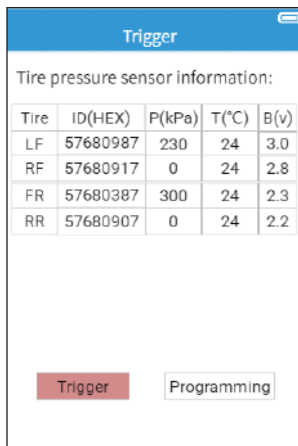 Trigger
Tire pressure sensor information:
Tire ID(HEX) P(kPa) T(°C) B(v)
LF 57680987 230 24 3.0
RF 57680917 0 24 2.8
FR 57680387 300 24 2.3
RR 57680907 0 24 2.2
Trigger Programming